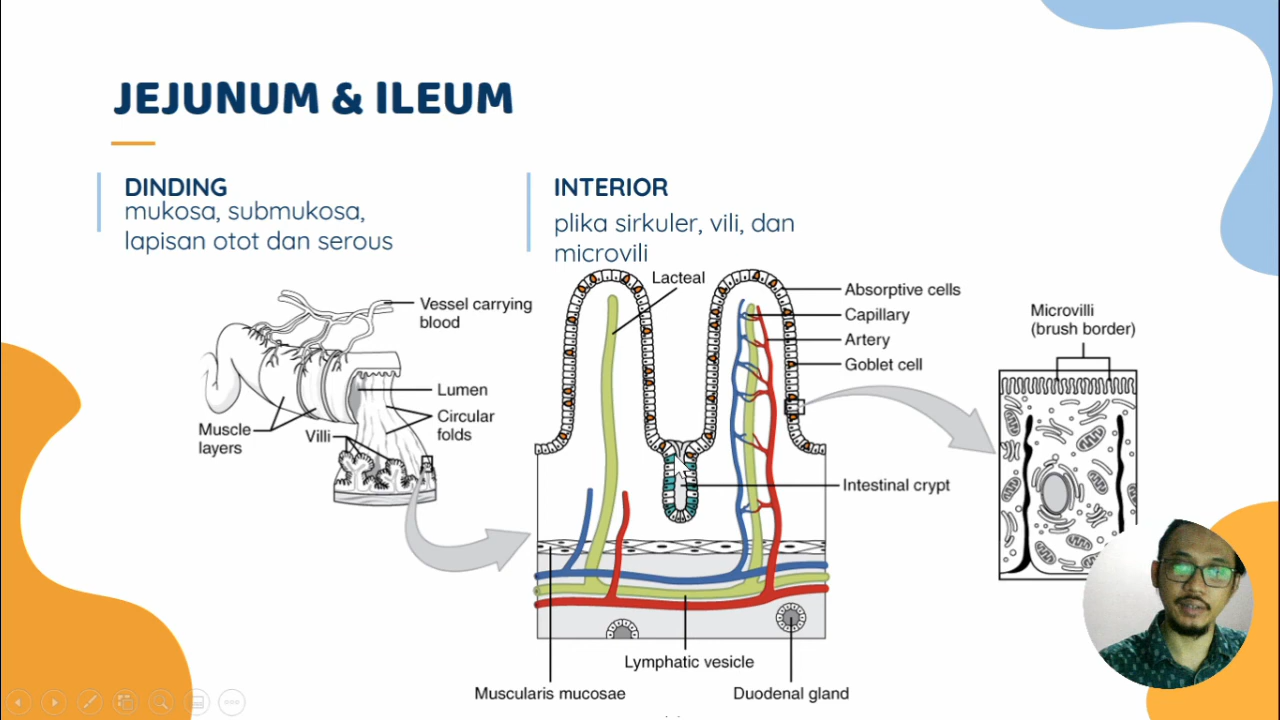 JEJUNUM & ILEUM
DINDING
mukosa, submukosa,
lapisan otot dan serous
INTERIOR
plika sirkuler, vili, dan
microvili
Vessel carrying
blood
Lumen
Circular
folds
Muscle
layers
Villi
Lacteal
Absorptive cells
Capillary
Artery
Goblet cell
Intestinal crypt
Lymphatic vesicle
Muscularis mucosae
Duodenal gland
Microvilli
(brush border)